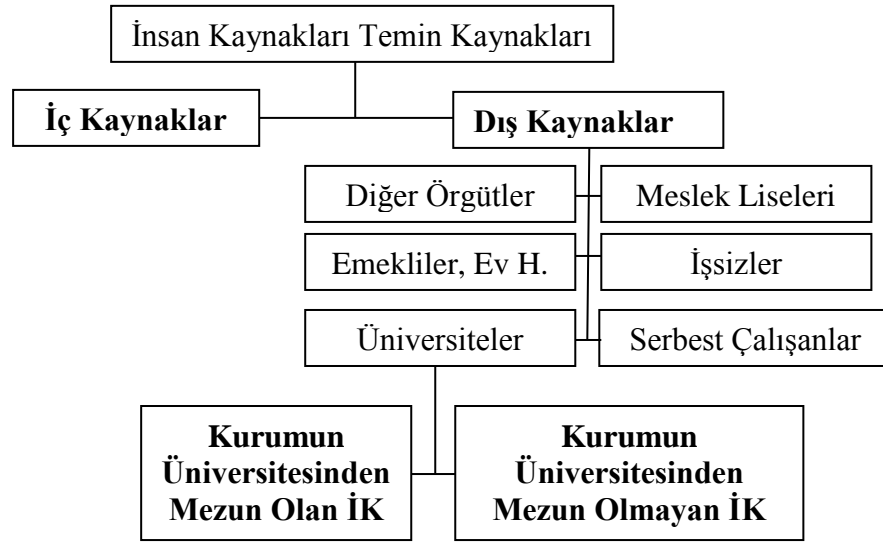 İnsan Kaynakları Temin Kaynakları
İç Kaynaklar
Dış Kaynaklar
Diğer Örgütler
Meslek Liseleri
Emekliler, Ev H.
İşsizler
Üniversiteler
Serbest Çalışanlar
Kurumun
Üniversitesinden
Mezun Olan İK
Kurumun
Üniversitesinden
Mezun Olmayan İK